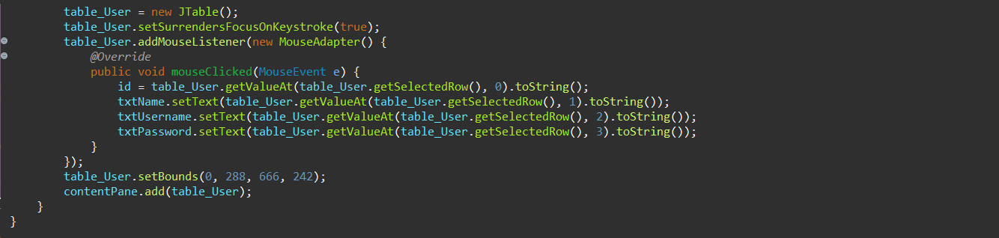 table_User = new JTable();
table_User.setSurrendersFocusOnKeystroke(true);
table_User.addMouseListener(new MouseAdapter() {
@Override
public void mouseClicked(MouseEvent e) {
id = table_User.getValueAt(table_User.getSelectedRow(), 0).toString();
txtName.setText(table_User.getValueAt(table_User.getSelectedRow(), 1).toString());
txtUsername.setText(table_User.getValueAt(table_User.getSelectedRow(), 2).toString());
txtPassword.setText(table_User.getValueAt(table_User.getSelectedRow(), 3).toString());
}
});
table_User.setBounds(0, 288, 666, 242);
contentPane.add(table_User);
}
}